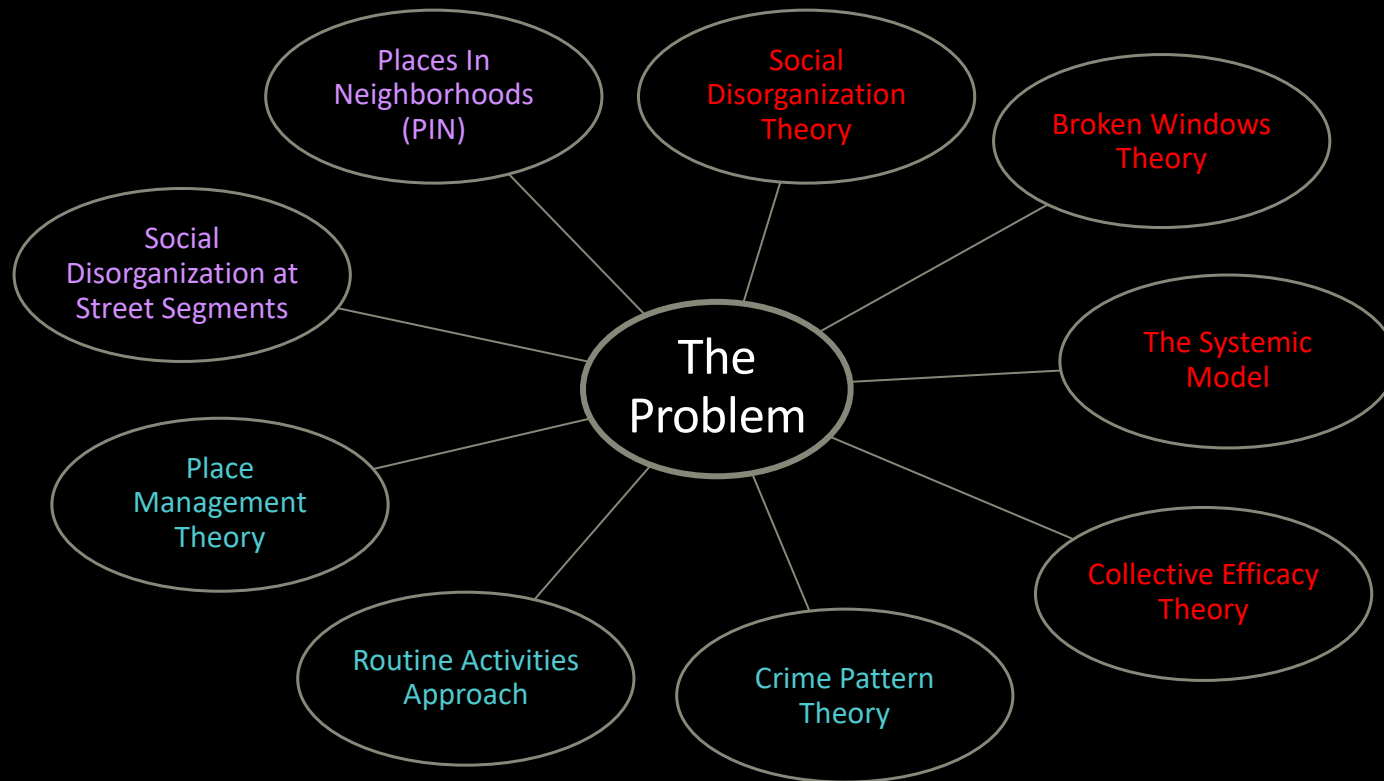 The
Problem
Social
Disorganization
Theory
Broken Windows
Theory
The Systemic
Model
Collective Efficacy
Theory
Crime Pattern
Theory
Routine Activities
Approach
Place
Management
Theory
Social
Disorganization at
Street Segments
Places In
Neighborhoods
(PIN)